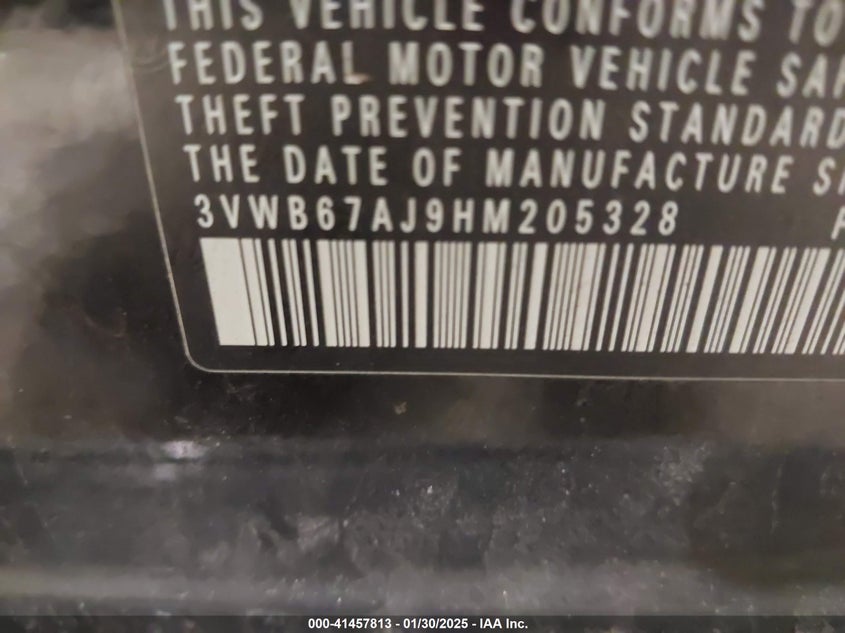 THIS VEHICLE CONFORMS TO
FEDERAL MOTOR VEHICLE SAF
THEFT PREVENTION STANDARD
THE DATE OF MANUFACTURE S
3VWB67AJ9HM205328
000-41457813 - 01/30/2025 - IAA Inc.